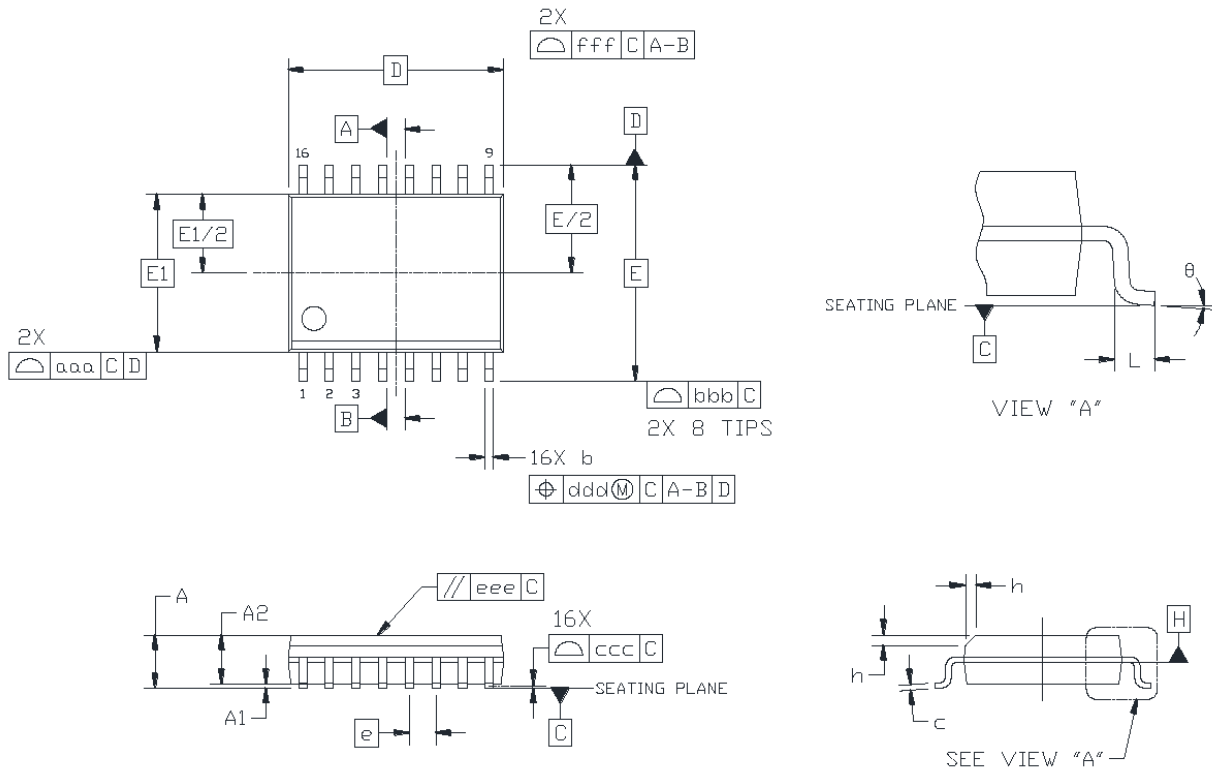 2X
⌓ fff C A-B
D
A
D
16
9
E1/2
E/2
E1
E
2X
⌓ aaa C D
1 2 3
B
⌓ bbb C
2X 8 TIPS
16X b
⌖ ddd Ⓜ C A-B D
θ
SEATING PLANE
C
L
VIEW "A"
A
A2
// eee C
16X
⌓ ccc C
SEATING PLANE
A1
e
C
h
H
h
c
SEE VIEW "A"